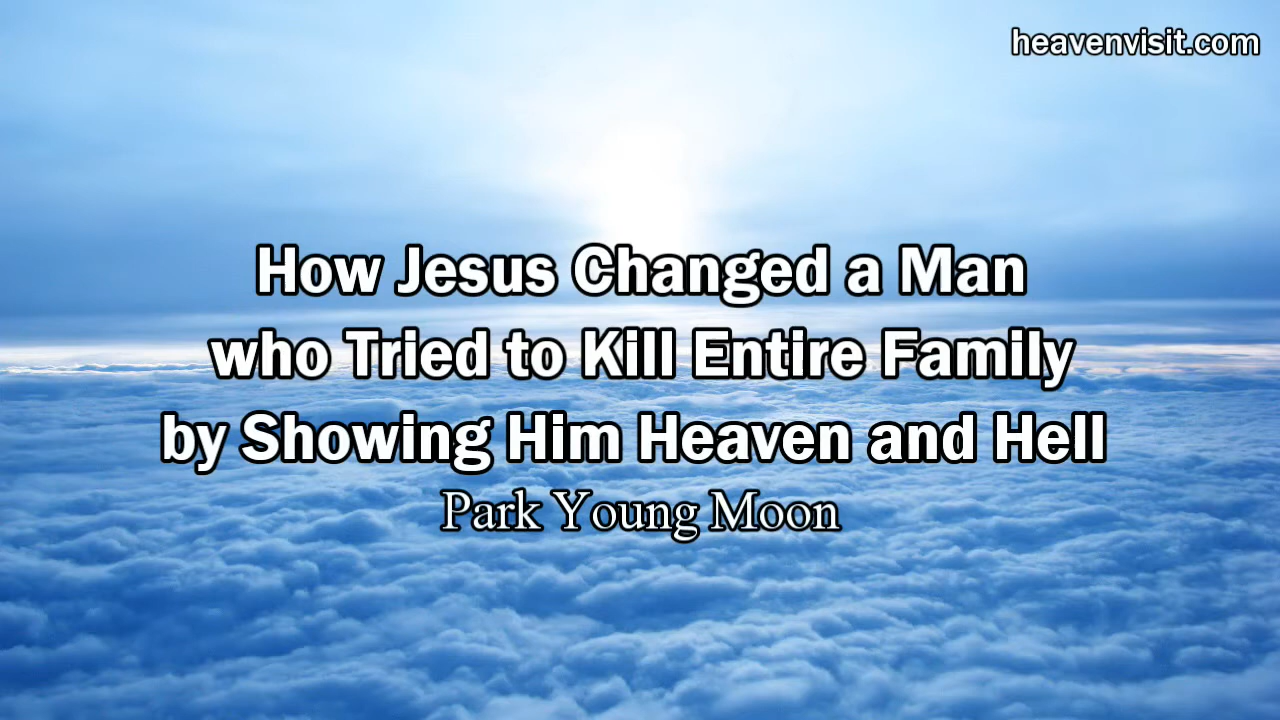 heavenvisit.com
How Jesus Changed a Man
who Tried to Kill Entire Family
by Showing Him Heaven and Hell
Park Young Moon